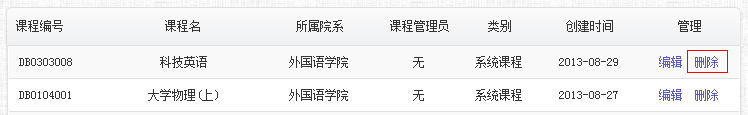 课程编号 课程名 所属院系 课程管理员 类别 创建时间 管理
DB0303008 科技英语 外国语学院 无 系统课程 2013-08-29 编辑 删除
DB0104001 大学物理(上) 外国语学院 无 系统课程 2013-08-27 编辑 删除